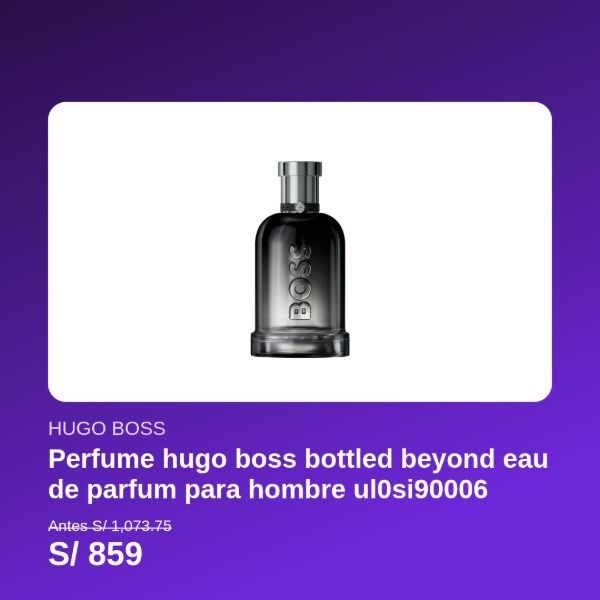 BOSS
HUGO BOSS
Perfume hugo boss bottled beyond eau
de parfum para hombre ul0si90006
Antes S/ 1,073.75
S/ 859